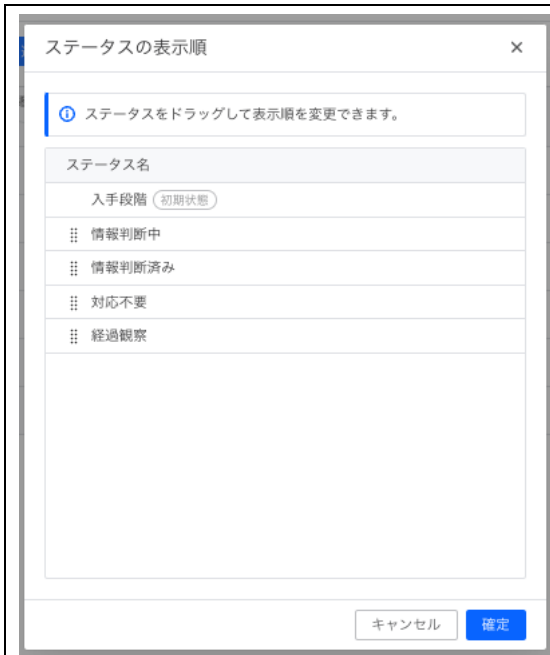 ステータスの表示順
ステータスをドラッグして表示順を変更できます。
ステータス名
入手段階 初期状態
情報判断中
情報判断済み
対応不要
経過観察
キャンセル 確定